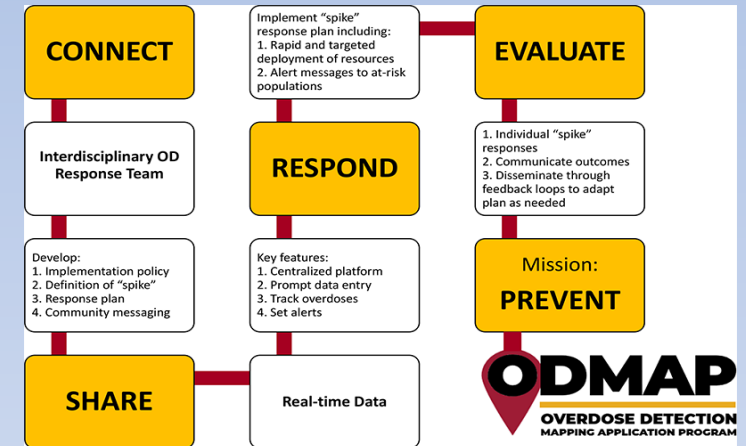 CONNECT
Interdisciplinary OD
Response Team
Develop:
1. Implementation policy
2. Definition of “spike”
3. Response plan
4. Community messaging
SHARE
Real-time Data
Key features:
1. Centralized platform
2. Prompt data entry
3. Track overdoses
4. Set alerts
RESPOND
Implement “spike”
response plan including:
1. Rapid and targeted
deployment of resources
2. Alert messages to at-risk
populations
EVALUATE
1. Individual “spike”
responses
2. Communicate outcomes
3. Disseminate through
feedback loops to adapt
plan as needed
Mission:
PREVENT
ODMAP
OVERDOSE DETECTION
MAPPING APPLICATION PROGRAM